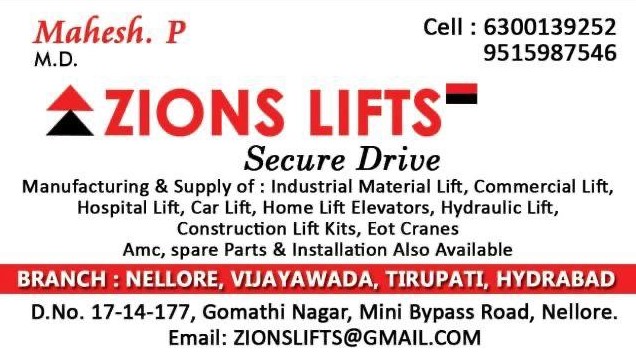 Mahesh. P
M.D.
Cell : 6300139252
9515987546
ZIONS LIFTS
Secure Drive
Manufacturing & Supply of : Industrial Material Lift, Commercial Lift,
Hospital Lift, Car Lift, Home Lift Elevators, Hydraulic Lift,
Construction Lift Kits, Eot Cranes
Amc, spare Parts & Installation Also Available
BRANCH : NELLORE, VIJAYAWADA, TIRUPATI, HYDRABAD
D.No. 17-14-177, Gomathi Nagar, Mini Bypass Road, Nellore.
Email: ZIONSLIFTS@GMAIL.COM